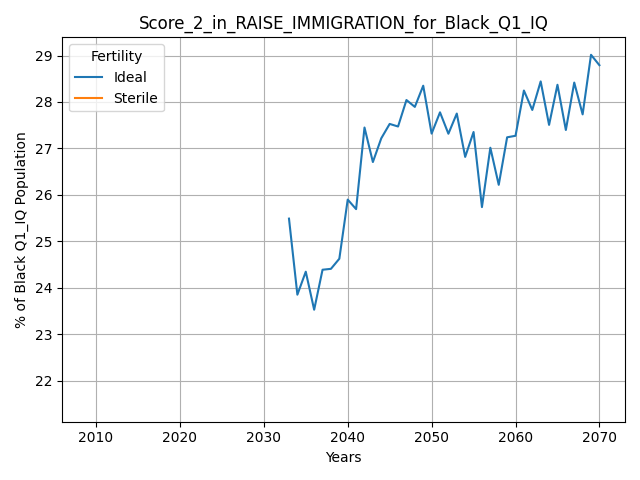 Score_2_in_RAISE_IMMIGRATION_for_Black_Q1_IQ
Fertility
Ideal
Sterile
% of Black Q1_IQ Population
29
28
27
26
25
24
23
22
2010 2020 2030 2040 2050 2060 2070
Years